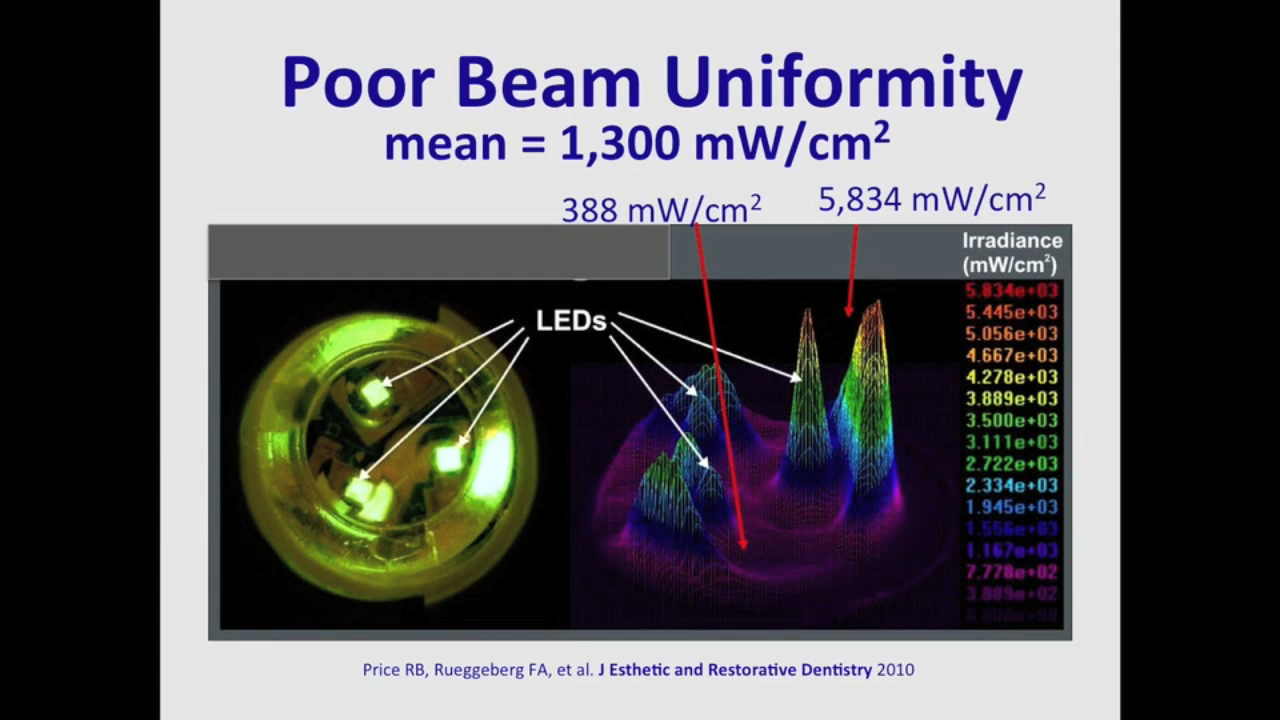 Poor Beam Uniformity
mean = 1,300 mW/cm²
388 mW/cm²
5,834 mW/cm²
Irradiance
(mW/cm²)
LEDs
5.834e+03
5.445e+03
5.056e+03
4.667e+03
4.278e+03
3.889e+03
3.500e+03
3.111e+03
2.722e+03
2.334e+03
1.945e+03
1.556e+03
1.167e+03
7.778e+02
3.889e+02
Price RB, Rueggeberg FA, et al. J Esthetic and Restorative Dentistry 2010